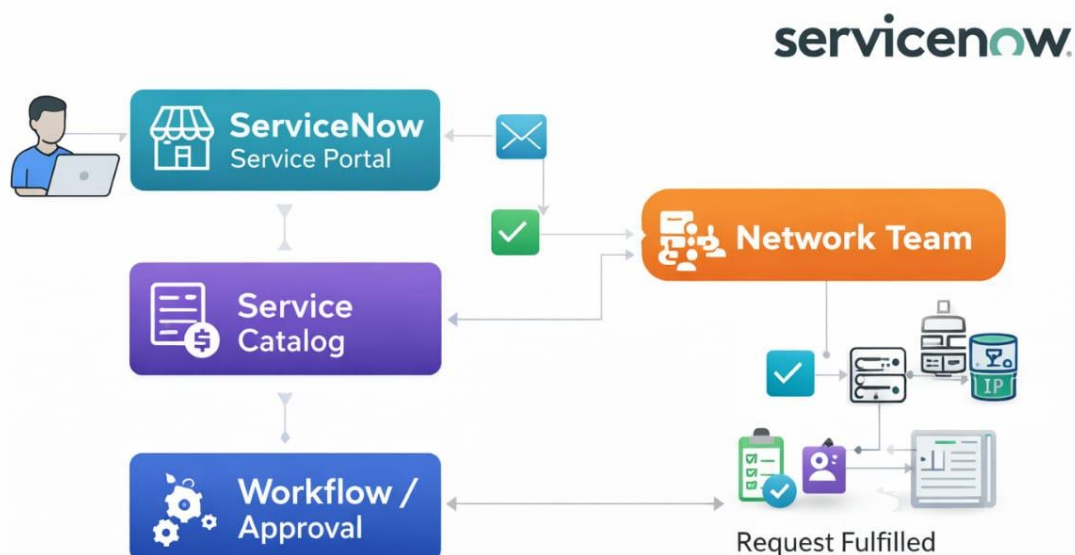 servicenow
ServiceNow
Service Portal
Network Team
Service
Catalog
$
IP
Workflow /
Approval
Request Fulfilled